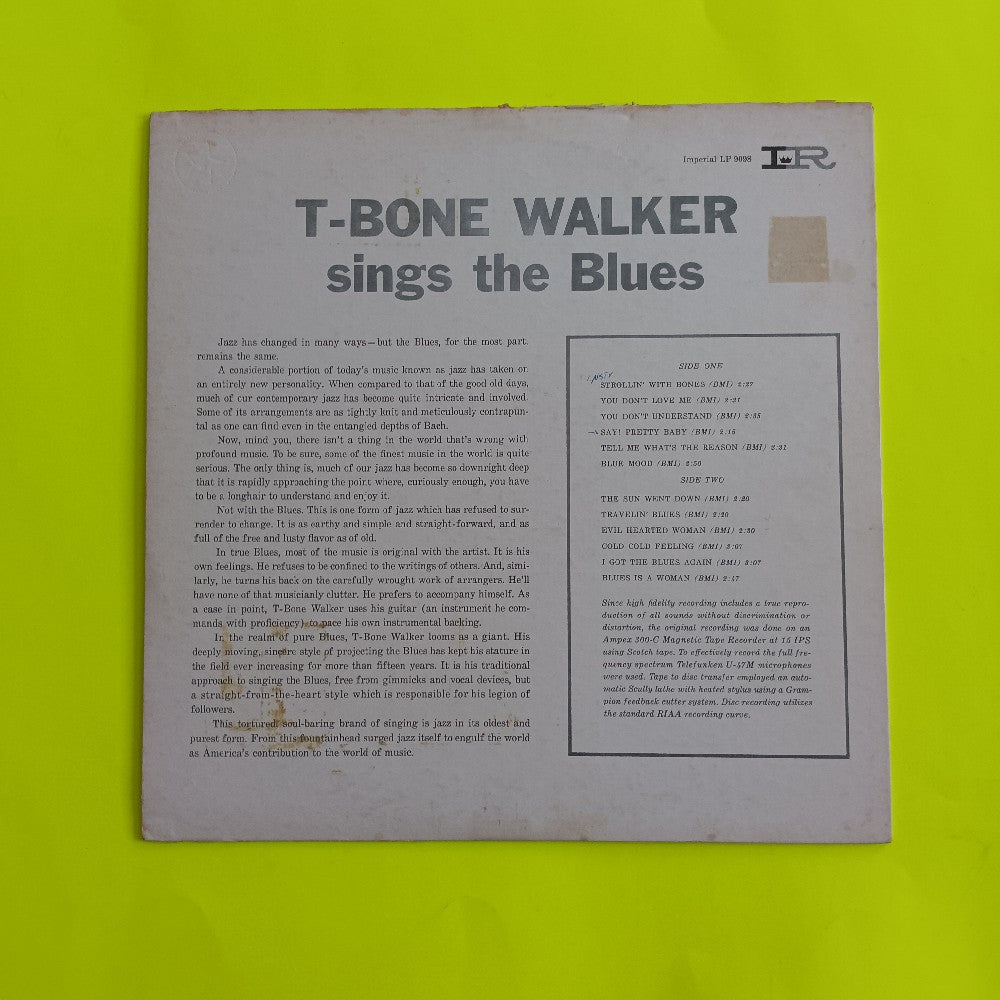 Imperial LP 9098 IR
T-BONE WALKER
sings the Blues
Jazz has changed in many ways—but the Blues, for the most part,
remains the same.
A considerable portion of today's music known as jazz has taken on
an entirely new personality. When compared to that of the good old days,
much of our contemporary jazz has become quite intricate and involved.
Some of its arrangements are as tightly knit and meticulously contrapun-
tal as one can find even in the entangled depths of Bach.
Now, mind you, there isn't a thing in the world that's wrong with
profound music. To be sure, some of the finest music in the world is quite
serious. The only thing is, much of our jazz has become so downright deep
that it is rapidly approaching the point where, curiously enough, you have
to be a longhair to understand and enjoy it.
Not with the Blues. This is one form of jazz which has refused to sur-
render to change. It is as earthy and simple and straight-forward, and as
full of the free and lusty flavor as of old.
In true Blues, most of the music is original with the artist. It is his
own feelings. He refuses to be confined to the writings of others. And, simi-
larly, he turns his back on the carefully wrought work of arrangers. He'll
have none of that musicianly clutter. He prefers to accompany himself. As
a case in point, T-Bone Walker uses his guitar (an instrument he com-
mands with proficiency) to pace his own instrumental backing.
In the realm of pure Blues, T-Bone Walker looms as a giant. His
deeply moving, sincere style of projecting the Blues has kept his stature in
the field ever increasing for more than fifteen years. It is his traditional
approach to singing the Blues, free from gimmicks and vocal devices, but
a straight-from-the-heart style which is responsible for his legion of
followers.
This tortured, soul-baring brand of singing is jazz in its oldest and
purest form. From this fountainhead surged jazz itself to engulf the world
as America's contribution to the world of music.
SIDE ONE
STROLLIN' WITH BONES (BMI) 2:27
YOU DON'T LOVE ME (BMI) 2:21
YOU DON'T UNDERSTAND (BMI) 2:35
SAY! PRETTY BABY (BMI) 2:15
TELL ME WHAT'S THE REASON (BMI) 2:31
BLUE MOOD (BMI) 2:50
SIDE TWO
THE SUN WENT DOWN (BMI) 2:20
TRAVELIN' BLUES (BMI) 2:20
EVIL HEARTED WOMAN (BMI) 2:30
COLD COLD FEELING (BMI) 3:07
I GOT THE BLUES AGAIN (BMI) 3:07
BLUES IS A WOMAN (BMI) 2:47
Since high fidelity recording includes a true repro-
duction of all sounds without discrimination or
distortion, the original recording was done on an
Ampex 300-C Magnetic Tape Recorder at 15 IPS
using Scotch tape. To effectively record the full fre-
quency spectrum Telefunken U-47M microphones
were used. Tape to disc transfer employed an auto-
matic Scully lathe with heated stylus using a Gram-
pion feedback cutter system. Disc recording utilizes
the standard RIAA recording curve.